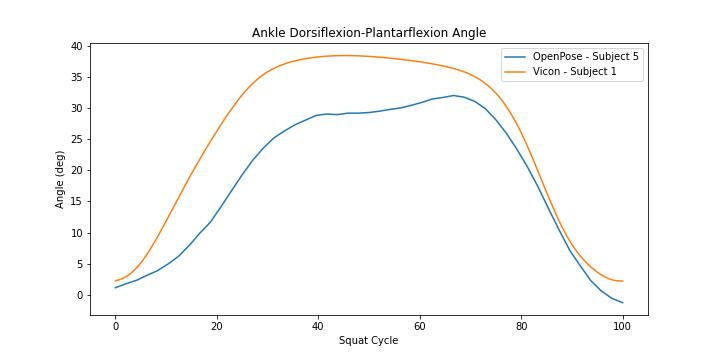 Ankle Dorsiflexion-Plantarflexion Angle
OpenPose - Subject 5
Vicon - Subject 1
Angle (deg)
40
35
30
25
20
15
10
5
0
0 20 40 60 80 100
Squat Cycle